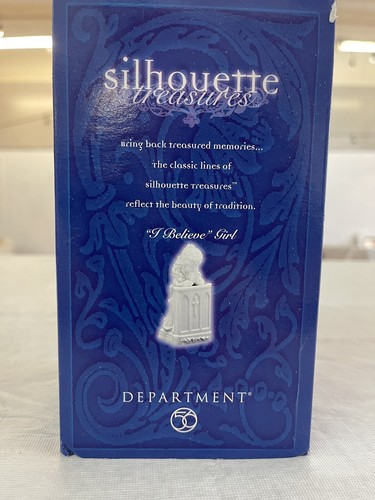 silhouette
treasures™
Bring back treasured memories...
The classic lines of
silhouette treasures™
reflect the beauty of tradition.
"I Believe" Girl
DEPARTMENT®
56